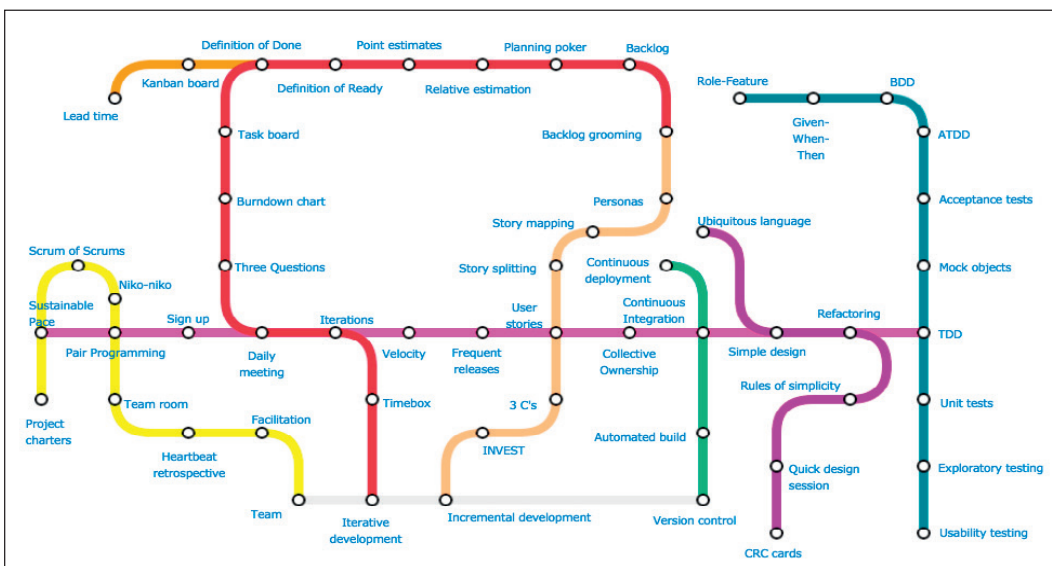 Definition of Done
Point estimates
Planning poker
Backlog
Kanban board
Definition of Ready
Relative estimation
Lead time
Role-Feature
BDD
Given-
When-
Then
Task board
Backlog grooming
ATDD
Burndown chart
Personas
Acceptance tests
Story mapping
Ubiquitous language
Scrum of Scrums
Three Questions
Story splitting
Continuous
deployment
Mock objects
Niko-niko
Sustainable
Pace
Sign up
Iterations
User
stories
Continuous
Integration
Refactoring
TDD
Pair Programming
Daily
meeting
Velocity
Frequent
releases
Collective
Ownership
Simple design
Rules of simplicity
Project
charters
Team room
Facilitation
Timebox
3 C's
Unit tests
Heartbeat
retrospective
INVEST
Automated build
Quick design
session
Exploratory testing
Team
Iterative
development
Incremental development
Version control
CRC cards
Usability testing